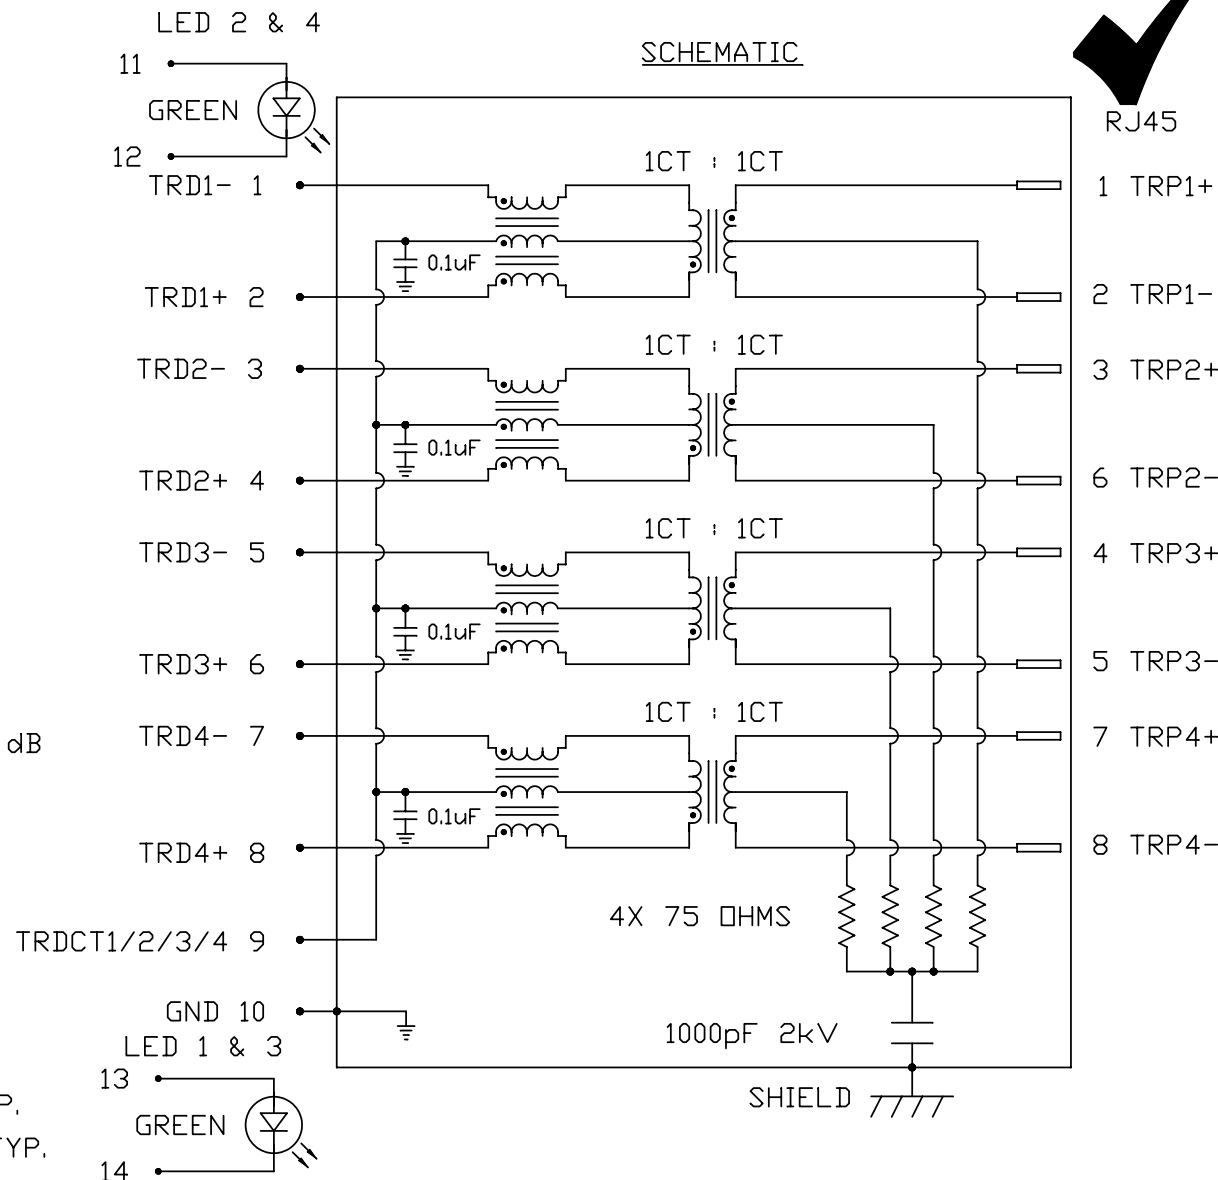 LED 2 & 4
SCHEMATIC
11
GREEN
12
RJ45
1CT : 1CT
TRD1- 1
1 TRP1+
0.1uF
TRD1+ 2
2 TRP1-
1CT : 1CT
TRD2- 3
3 TRP2+
0.1uF
TRD2+ 4
6 TRP2-
1CT : 1CT
TRD3- 5
4 TRP3+
0.1uF
TRD3+ 6
5 TRP3-
1CT : 1CT
dB
TRD4- 7
7 TRP4+
0.1uF
TRD4+ 8
8 TRP4-
4X 75 OHMS
TRDCT1/2/3/4 9
GND 10
1000pF 2kV
LED 1 & 3
13
SHIELD
P.
GREEN
TYP.
14